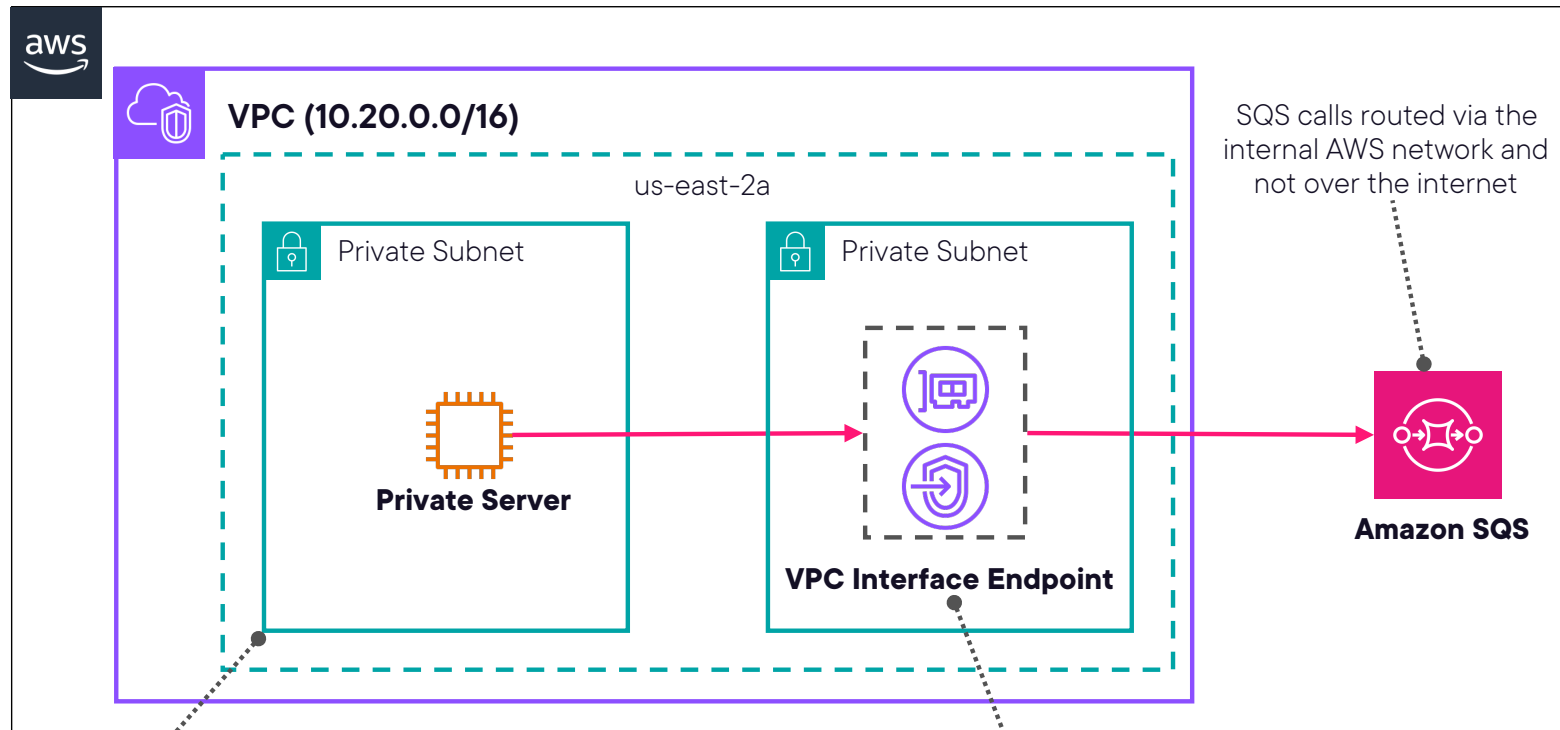 aws
VPC (10.20.0.0/16)
SQS calls routed via the
internal AWS network and
not over the internet
us-east-2a
Private Subnet
Private Subnet
Private Server
VPC Interface Endpoint
Amazon SQS